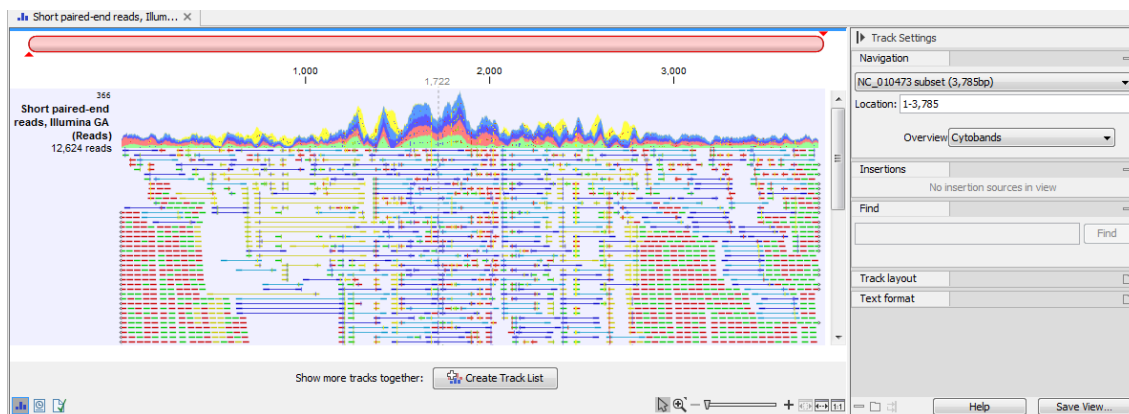 Short paired-end reads, Illum...
1,000
2,000
3,000
1,722
366
Short paired-end
reads, Illumina GA
(Reads)
12,624 reads
Show more tracks together:
Create Track List
1:1
Track Settings
Navigation
NC_010473 subset (3,785bp)
Location: 1-3,785
Overview Cytobands
Insertions
No insertion sources in view
Find
Find
Track layout
Text format
Help
Save View...